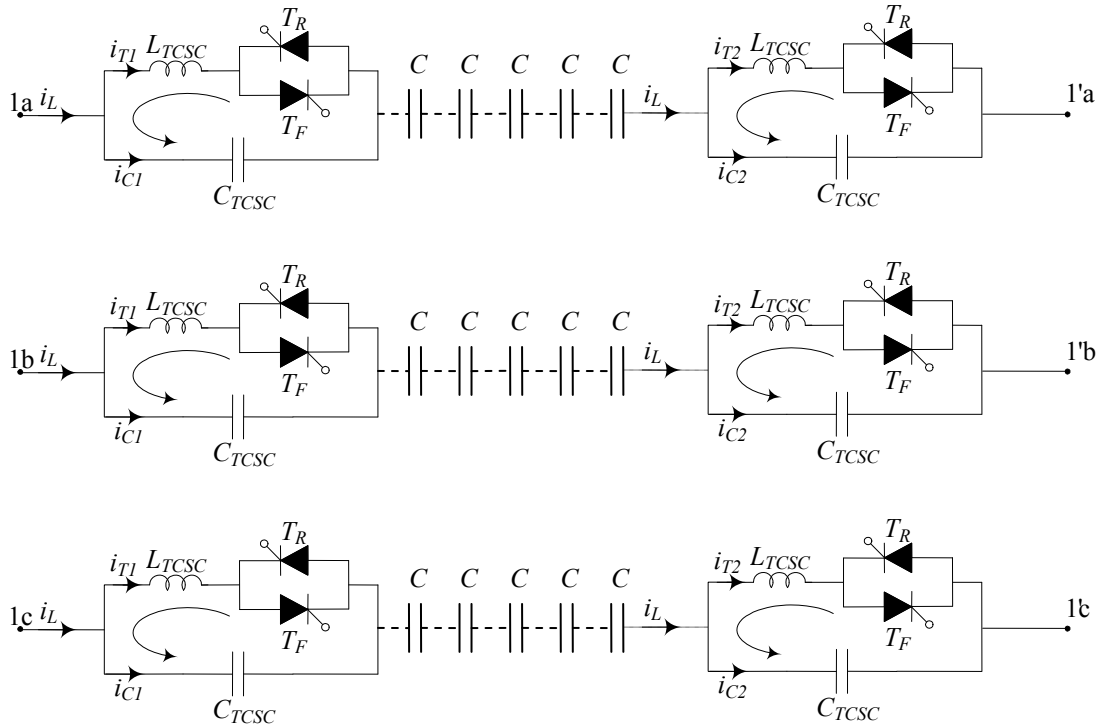 T_R T_R
i_T1 L_TCSC C C C C C i_T2 L_TCSC
1a i_L i_L 1'a
T_F T_F
i_C1 i_C2
C_TCSC C_TCSC
T_R T_R
i_T1 L_TCSC C C C C C i_T2 L_TCSC
1b i_L i_L 1'b
T_F T_F
i_C1 i_C2
C_TCSC C_TCSC
T_R T_R
i_T1 L_TCSC C C C C C i_T2 L_TCSC
1c i_L i_L 1'c
T_F T_F
i_C1 i_C2
C_TCSC C_TCSC